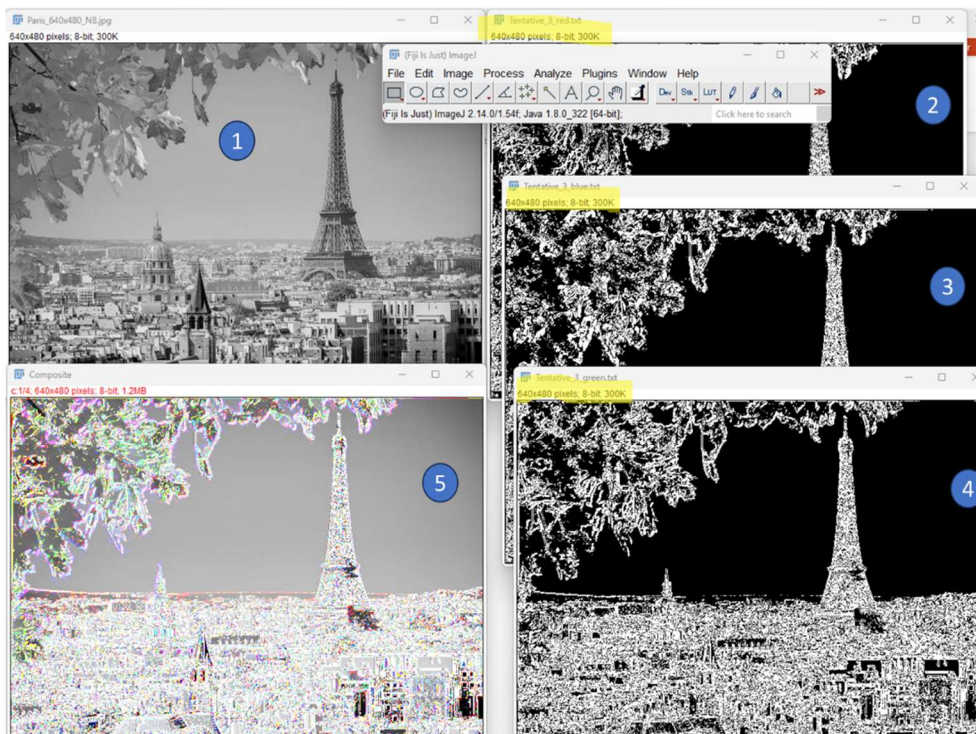 Paris_640x480_NB.jpg
640x480 pixels; 8-bit; 300K
Tentative_3_red.txt
640x480 pixels; 8-bit; 300K
(Fiji Is Just) ImageJ
File Edit Image Process Analyze Plugins Window Help
Dev Stk LUT
(Fiji Is Just) ImageJ 2.14.0/1.54f; Java 1.8.0_322 [64-bit];
Click here to search
1
2
Tentative_3_blue.txt
640x480 pixels; 8-bit; 300K
3
Composite
c:1/4; 640x480 pixels; 8-bit; 1.2MB
Tentative_3_green.txt
640x480 pixels; 8-bit; 300K
5
4